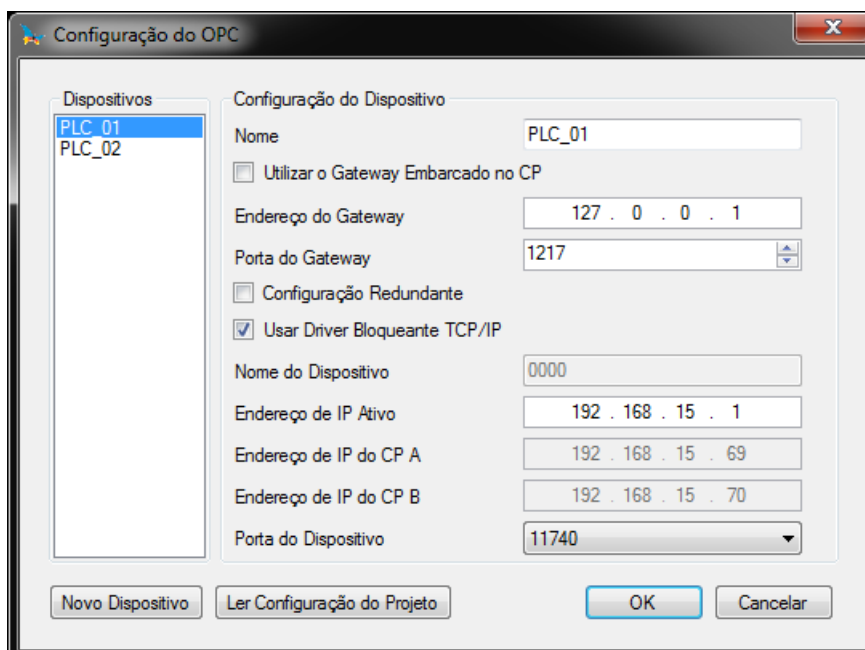 Configuração do OPC
Dispositivos
PLC_01
PLC_02
Configuração do Dispositivo
Nome PLC_01
Utilizar o Gateway Embarcado no CP
Endereço do Gateway 127 . 0 . 0 . 1
Porta do Gateway 1217
Configuração Redundante
Usar Driver Bloqueante TCP/IP
Nome do Dispositivo 0000
Endereço de IP Ativo 192 . 168 . 15 . 1
Endereço de IP do CP A 192 . 168 . 15 . 69
Endereço de IP do CP B 192 . 168 . 15 . 70
Porta do Dispositivo 11740
Novo Dispositivo Ler Configuração do Projeto OK Cancelar